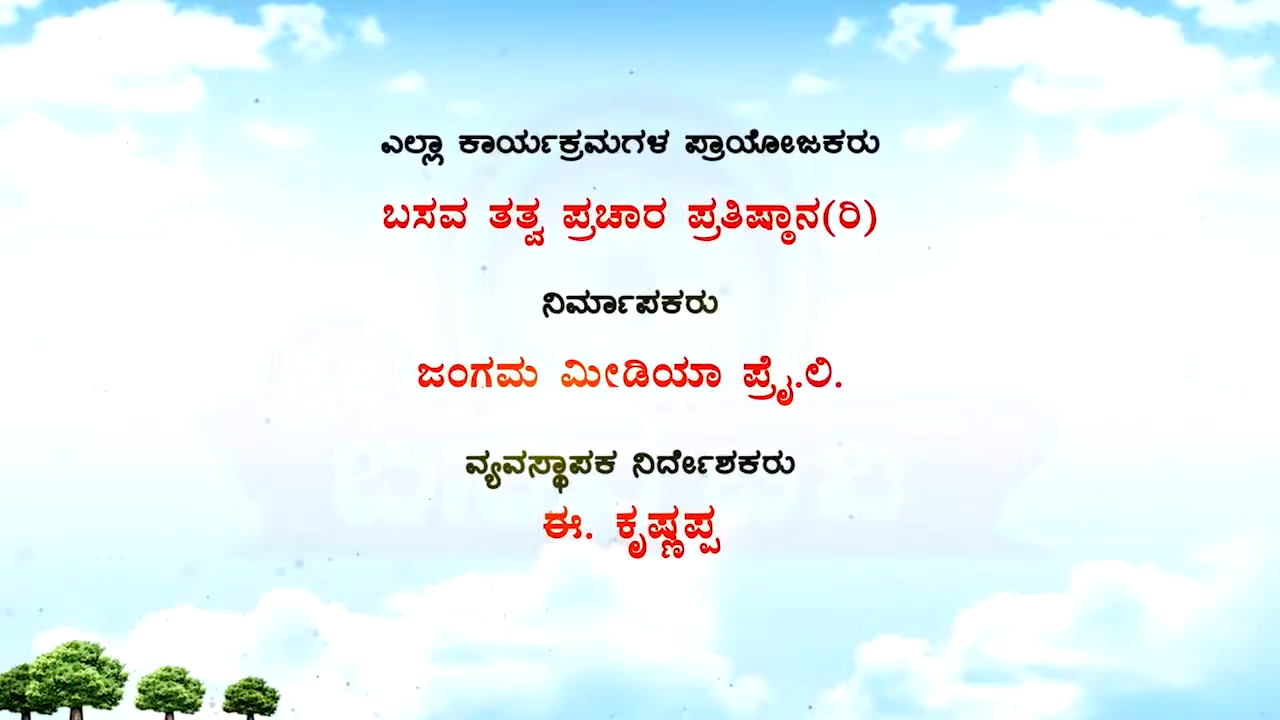 ಎಲ್ಲಾ ಕಾರ್ಯಕ್ರಮಗಳ ಪ್ರಾಯೋಜಕರು
ಬಸವ ತತ್ವ ಪ್ರಚಾರ ಪ್ರತಿಷ್ಠಾನ(ರಿ)
ನಿರ್ಮಾಪಕರು
ಜಂಗಮ ಮೀಡಿಯಾ ಪ್ರೈ.ಲಿ.
ವ್ಯವಸ್ಥಾಪಕ ನಿರ್ದೇಶಕರು
ಈ. ಕೃಷ್ಣಪ್ಪ